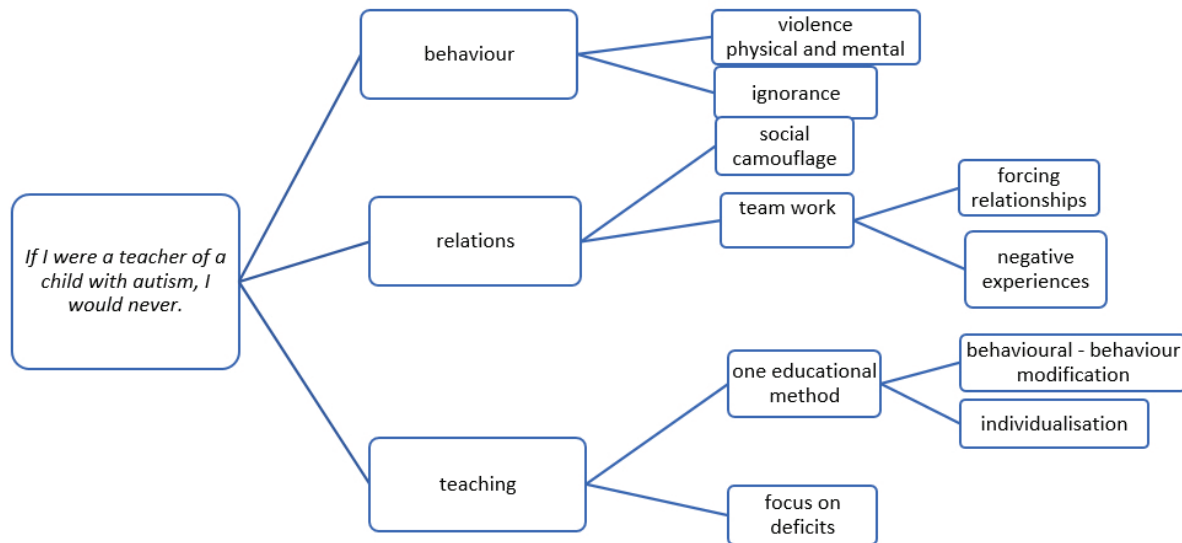 If I were a teacher of a
child with autism, I
would never.
behaviour
violence
physical and mental
ignorance
relations
social
camouflage
team work
forcing
relationships
negative
experiences
teaching
one educational
method
behavioural - behaviour
modification
individualisation
focus on
deficits